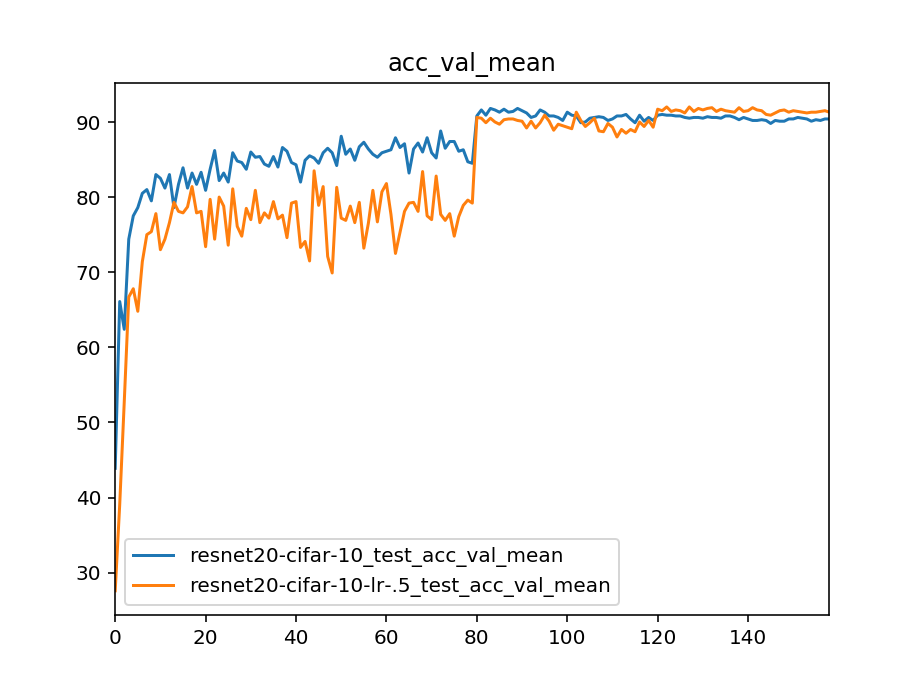 acc_val_mean
90
80
70
60
50
40
30
resnet20-cifar-10_test_acc_val_mean
resnet20-cifar-10-lr-.5_test_acc_val_mean
0 20 40 60 80 100 120 140